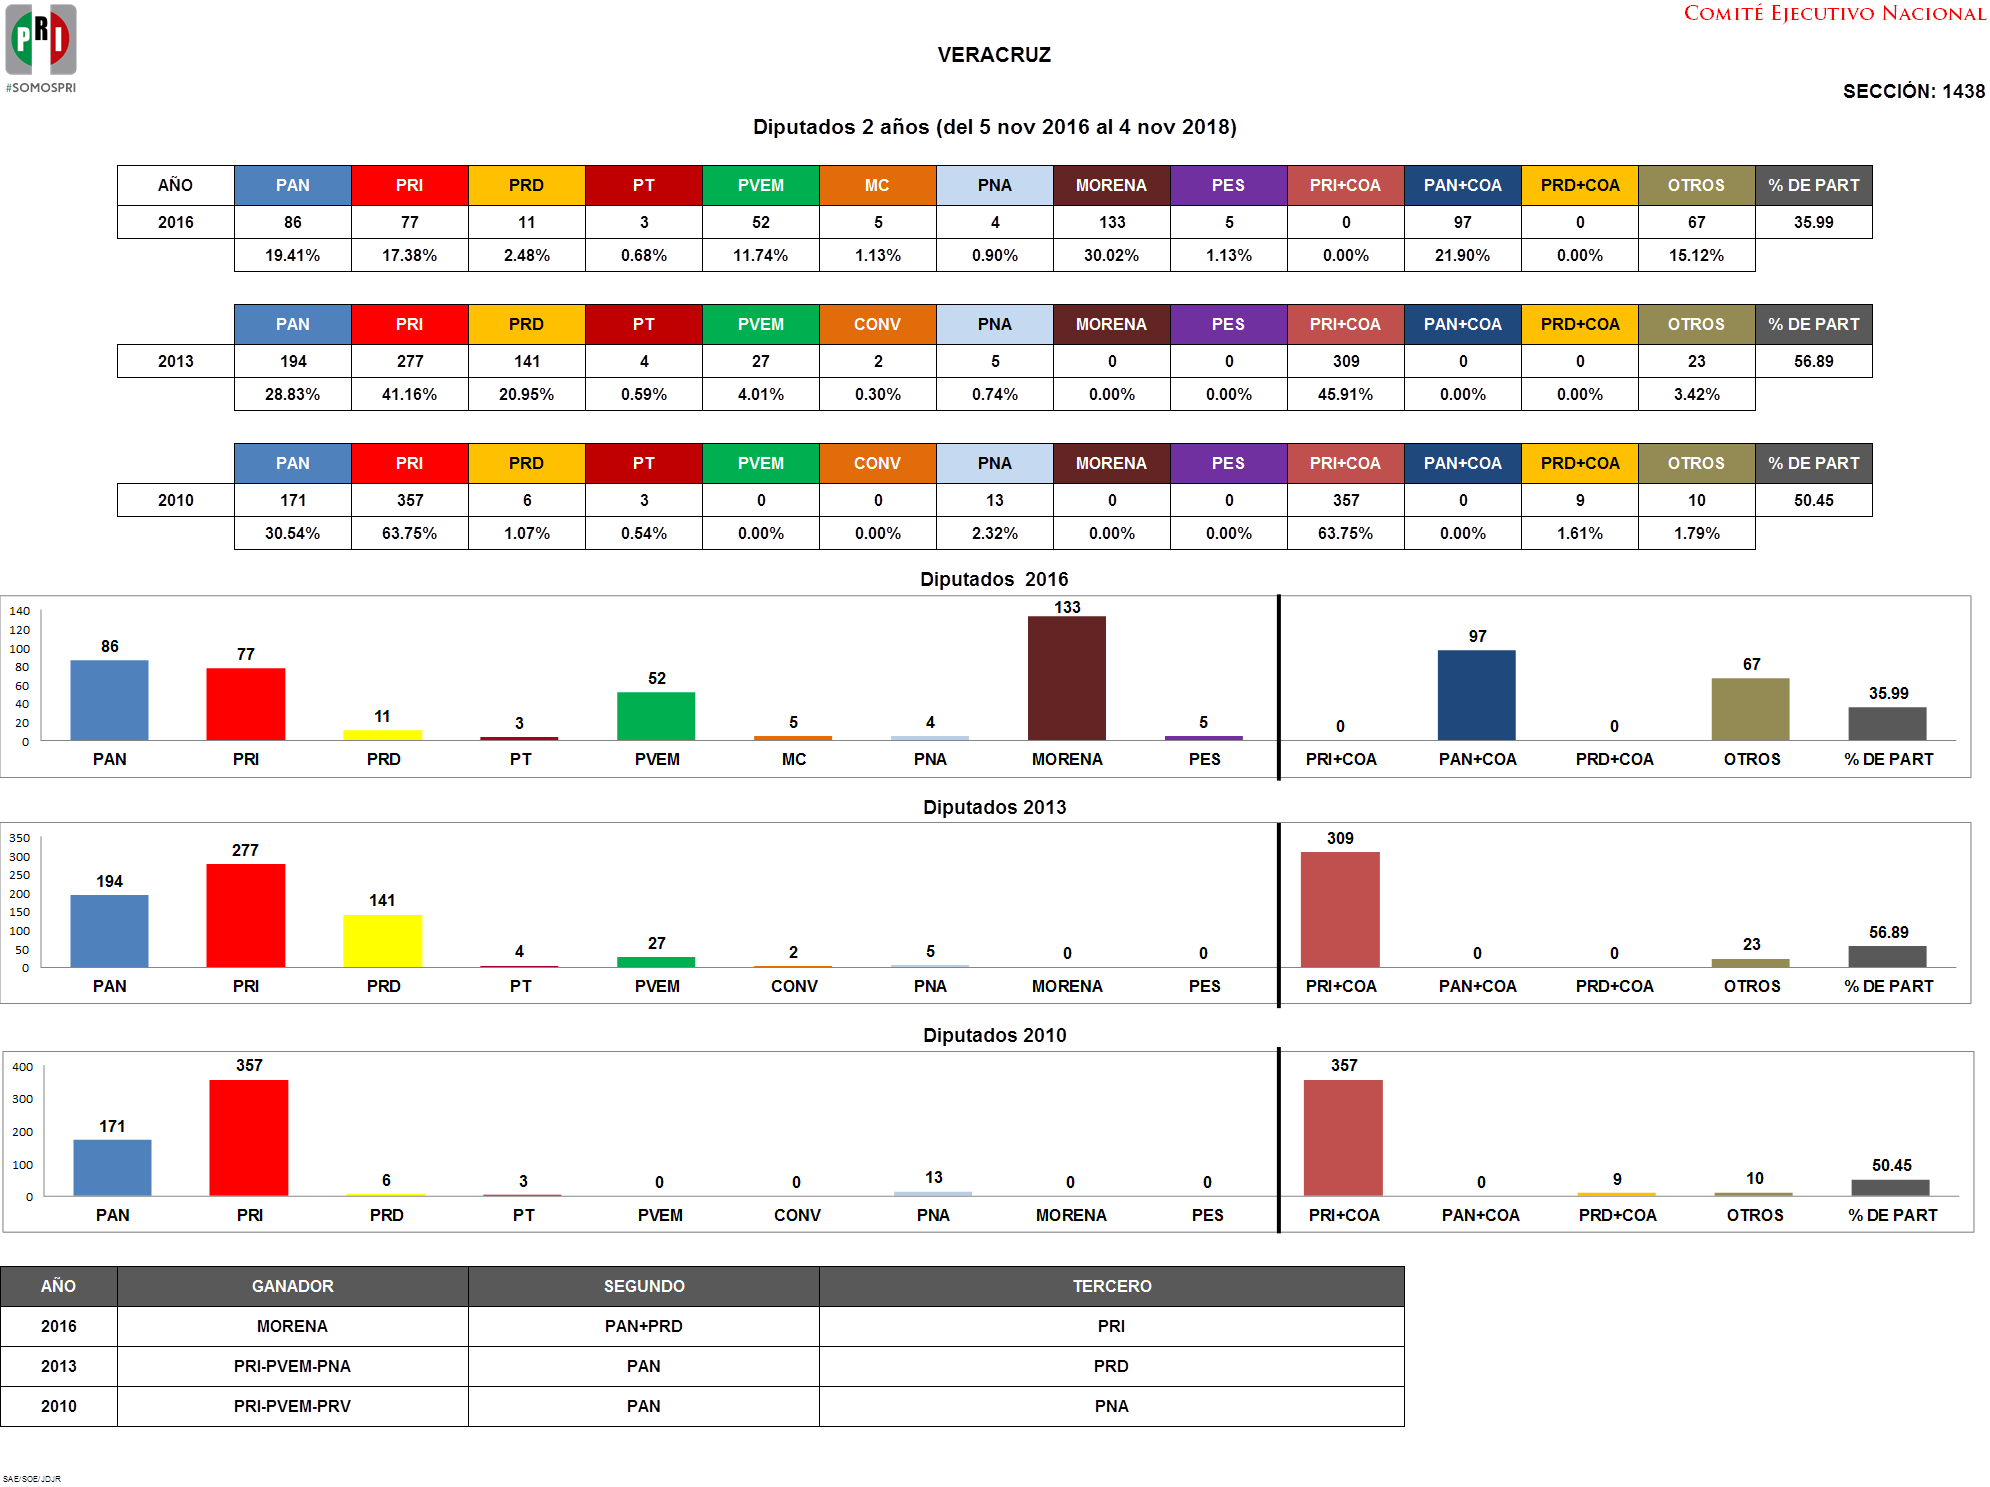 PRI
#SOMOSPRI
COMITÉ EJECUTIVO NACIONAL
VERACRUZ
SECCIÓN: 1438
Diputados 2 años (del 5 nov 2016 al 4 nov 2018)
AÑO PAN PRI PRD PT PVEM MC PNA MORENA PES PRI+COA PAN+COA PRD+COA OTROS % DE PART
2016 86 77 11 3 52 5 4 133 5 0 97 0 67 35.99
19.41% 17.38% 2.48% 0.68% 11.74% 1.13% 0.90% 30.02% 1.13% 0.00% 21.90% 0.00% 15.12%
PAN PRI PRD PT PVEM CONV PNA MORENA PES PRI+COA PAN+COA PRD+COA OTROS % DE PART
2013 194 277 141 4 27 2 5 0 0 309 0 0 23 56.89
28.83% 41.16% 20.95% 0.59% 4.01% 0.30% 0.74% 0.00% 0.00% 45.91% 0.00% 0.00% 3.42%
PAN PRI PRD PT PVEM CONV PNA MORENA PES PRI+COA PAN+COA PRD+COA OTROS % DE PART
2010 171 357 6 3 0 0 13 0 0 357 0 9 10 50.45
30.54% 63.75% 1.07% 0.54% 0.00% 0.00% 2.32% 0.00% 0.00% 63.75% 0.00% 1.61% 1.79%
Diputados 2016
140
120
100
80
60
40
20
0
86 77 11 3 52 5 4 133 5 0 97 0 67 35.99
PAN PRI PRD PT PVEM MC PNA MORENA PES PRI+COA PAN+COA PRD+COA OTROS % DE PART
Diputados 2013
350
300
250
200
150
100
50
0
194 277 141 4 27 2 5 0 0 309 0 0 23 56.89
PAN PRI PRD PT PVEM CONV PNA MORENA PES PRI+COA PAN+COA PRD+COA OTROS % DE PART
Diputados 2010
400
300
200
100
0
171 357 6 3 0 0 13 0 0 357 0 9 10 50.45
PAN PRI PRD PT PVEM CONV PNA MORENA PES PRI+COA PAN+COA PRD+COA OTROS % DE PART
AÑO GANADOR SEGUNDO TERCERO
2016 MORENA PAN+PRD PRI
2013 PRI-PVEM-PNA PAN PRD
2010 PRI-PVEM-PRV PAN PNA
SAE/SOE/JDJR